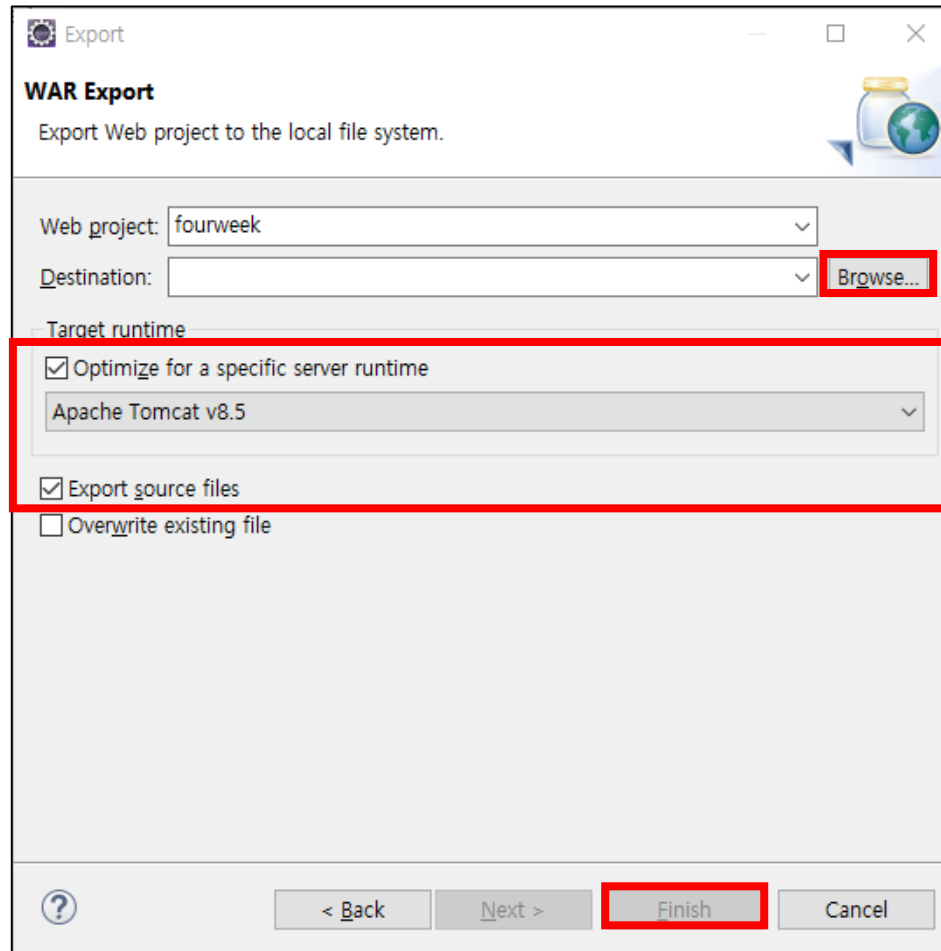 Export
WAR Export
Export Web project to the local file system.
Web project: fourweek
Destination: Browse...
Target runtime
Optimize for a specific server runtime
Apache Tomcat v8.5
Export source files
Overwrite existing file
? < Back Next > Finish Cancel